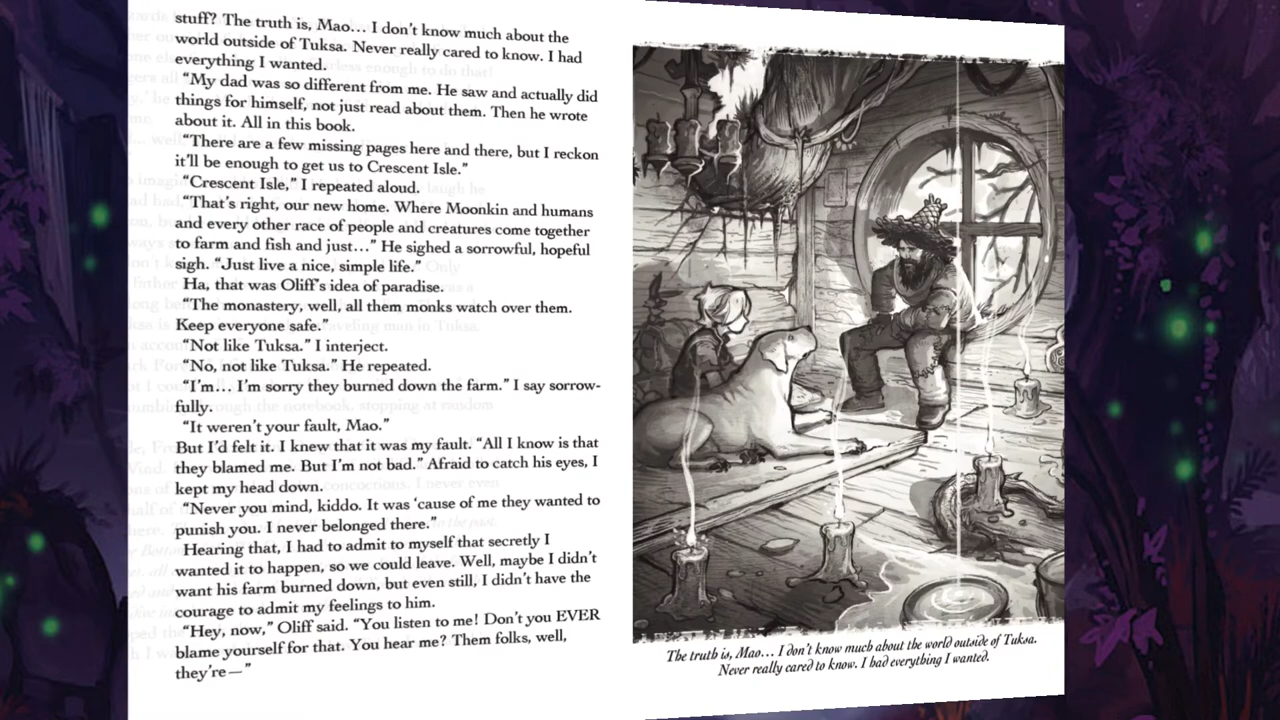 stuff? The truth is, Mao… I don't know much about the
world outside of Tuksa. Never really cared to know. I had
everything I wanted.
“My dad was so different from me. He saw and actually did
things for himself, not just read about them. Then he wrote
about it. All in this book.
“There are a few missing pages here and there, but I reckon
it'll be enough to get us to Crescent Isle.”
“Crescent Isle,” I repeated aloud.
“That's right, our new home. Where Moonkin and humans
and every other race of people and creatures come together
to farm and fish and just…” He sighed a sorrowful, hopeful
sigh. “Just live a nice, simple life.”
Ha, that was Oliff's idea of paradise.
“The monastery, well, all them monks watch over them.
Keep everyone safe.”
“Not like Tuksa.” I interject.
“No, not like Tuksa.” He repeated.
“I'm… I'm sorry they burned down the farm.” I say sorrow-
fully.
“It weren't your fault, Mao.”
But I'd felt it. I knew that it was my fault. “All I know is that
they blamed me. But I'm not bad.” Afraid to catch his eyes, I
kept my head down.
“Never you mind, kiddo. It was ‘cause of me they wanted to
punish you. I never belonged there.”
Hearing that, I had to admit to myself that secretly I
wanted it to happen, so we could leave. Well, maybe I didn't
want his farm burned down, but even still, I didn't have the
courage to admit my feelings to him.
“Hey, now,” Oliff said. “You listen to me! Don't you EVER
blame yourself for that. You hear me? Them folks, well,
they're—”
The truth is, Mao… I don't know much about the world outside of Tuksa.
Never really cared to know. I had everything I wanted.